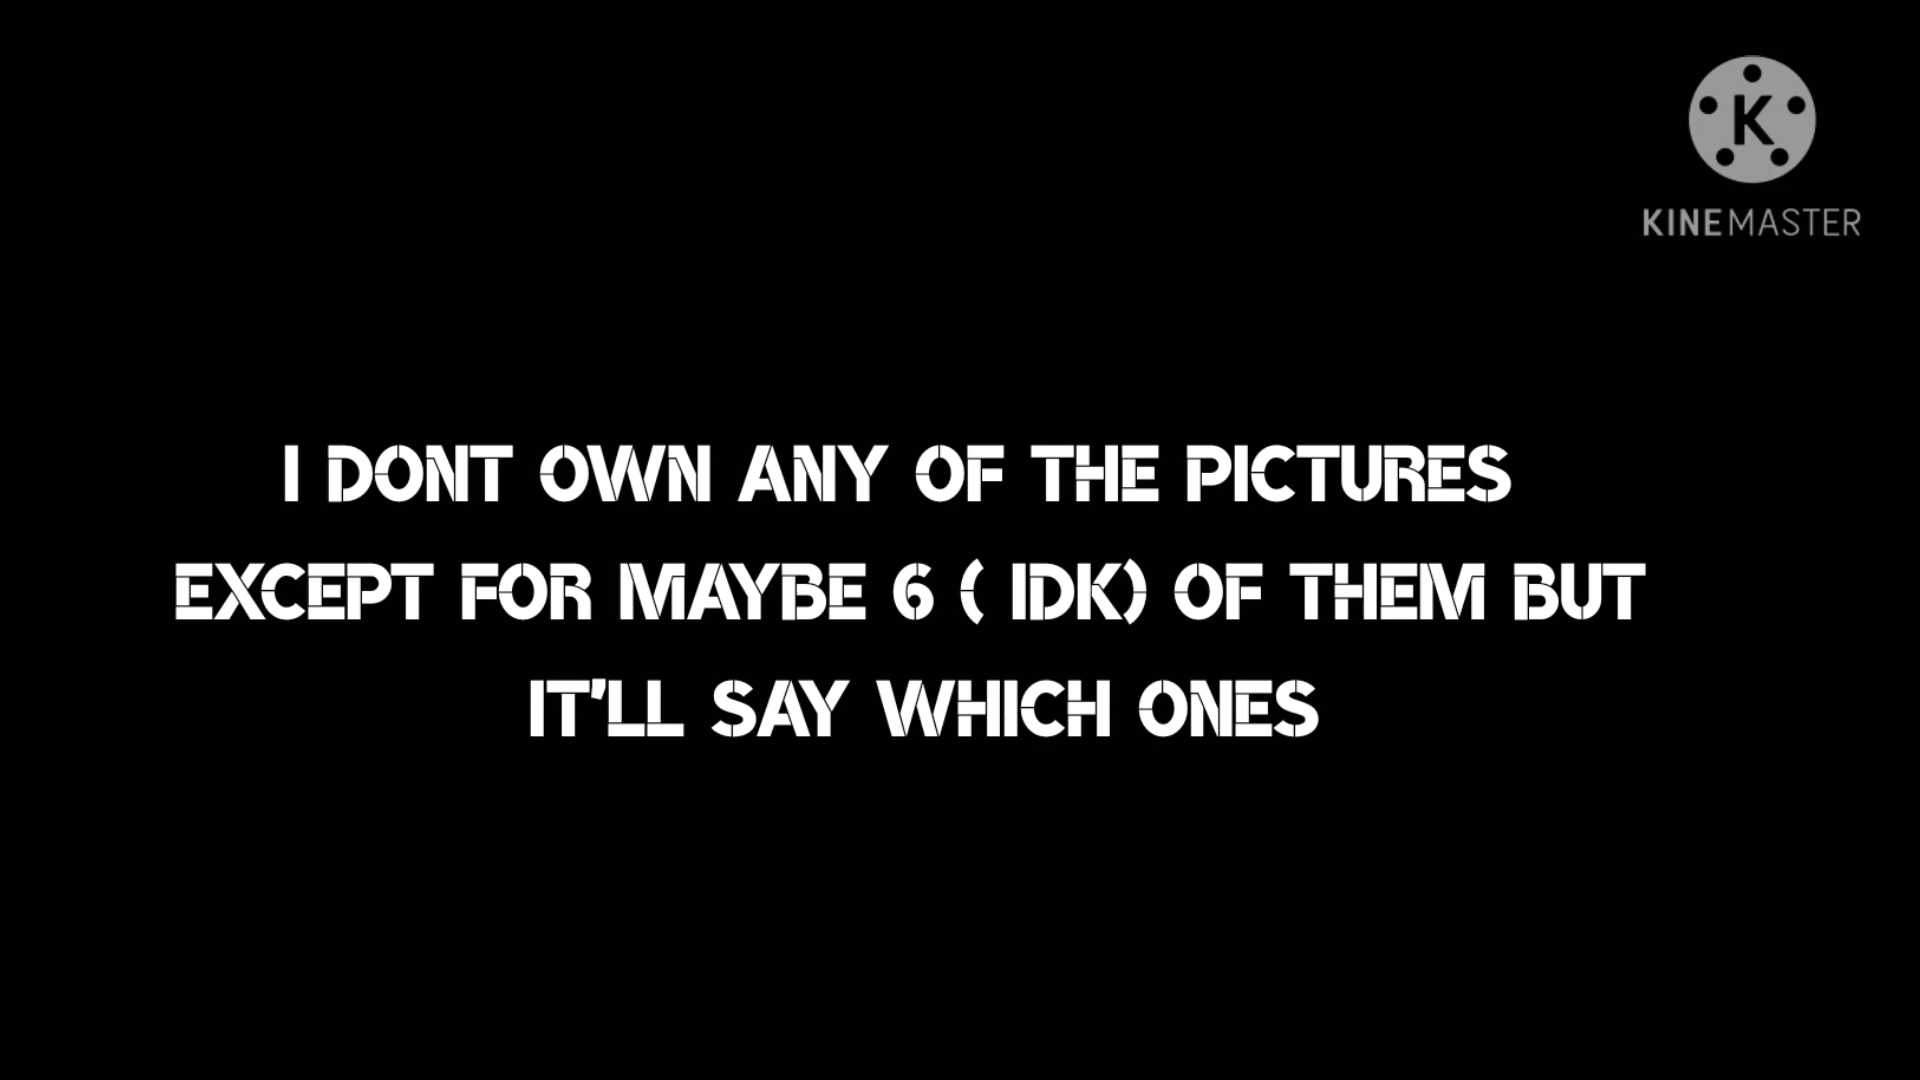 K
KINEMASTER
I DONT OWN ANY OF THE PICTURES
EXCEPT FOR MAYBE 6 ( IDK) OF THEM BUT
IT'LL SAY WHICH ONES